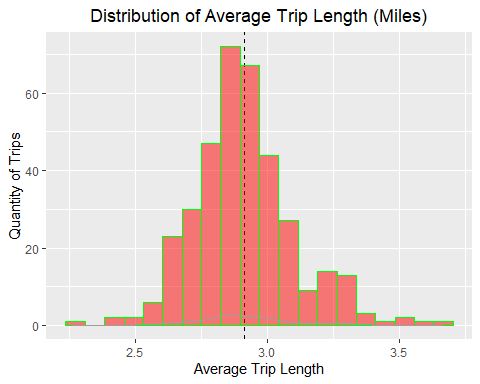 Distribution of Average Trip Length (Miles)
Quantity of Trips
60
40
20
0
2.5 3.0 3.5
Average Trip Length